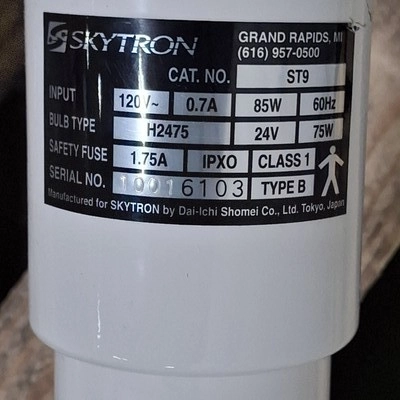 SKYTRON
GRAND RAPIDS, MI
(616) 957-0500
CAT. NO. ST9
INPUT 120V~ 0.7A 85W 60Hz
BULB TYPE H2475 24V 75W
SAFETY FUSE 1.75A IPXO CLASS 1
SERIAL NO. 10016103 TYPE B
Manufactured for SKYTRON by Dai-Ichi Shomei Co., Ltd. Tokyo, Japan